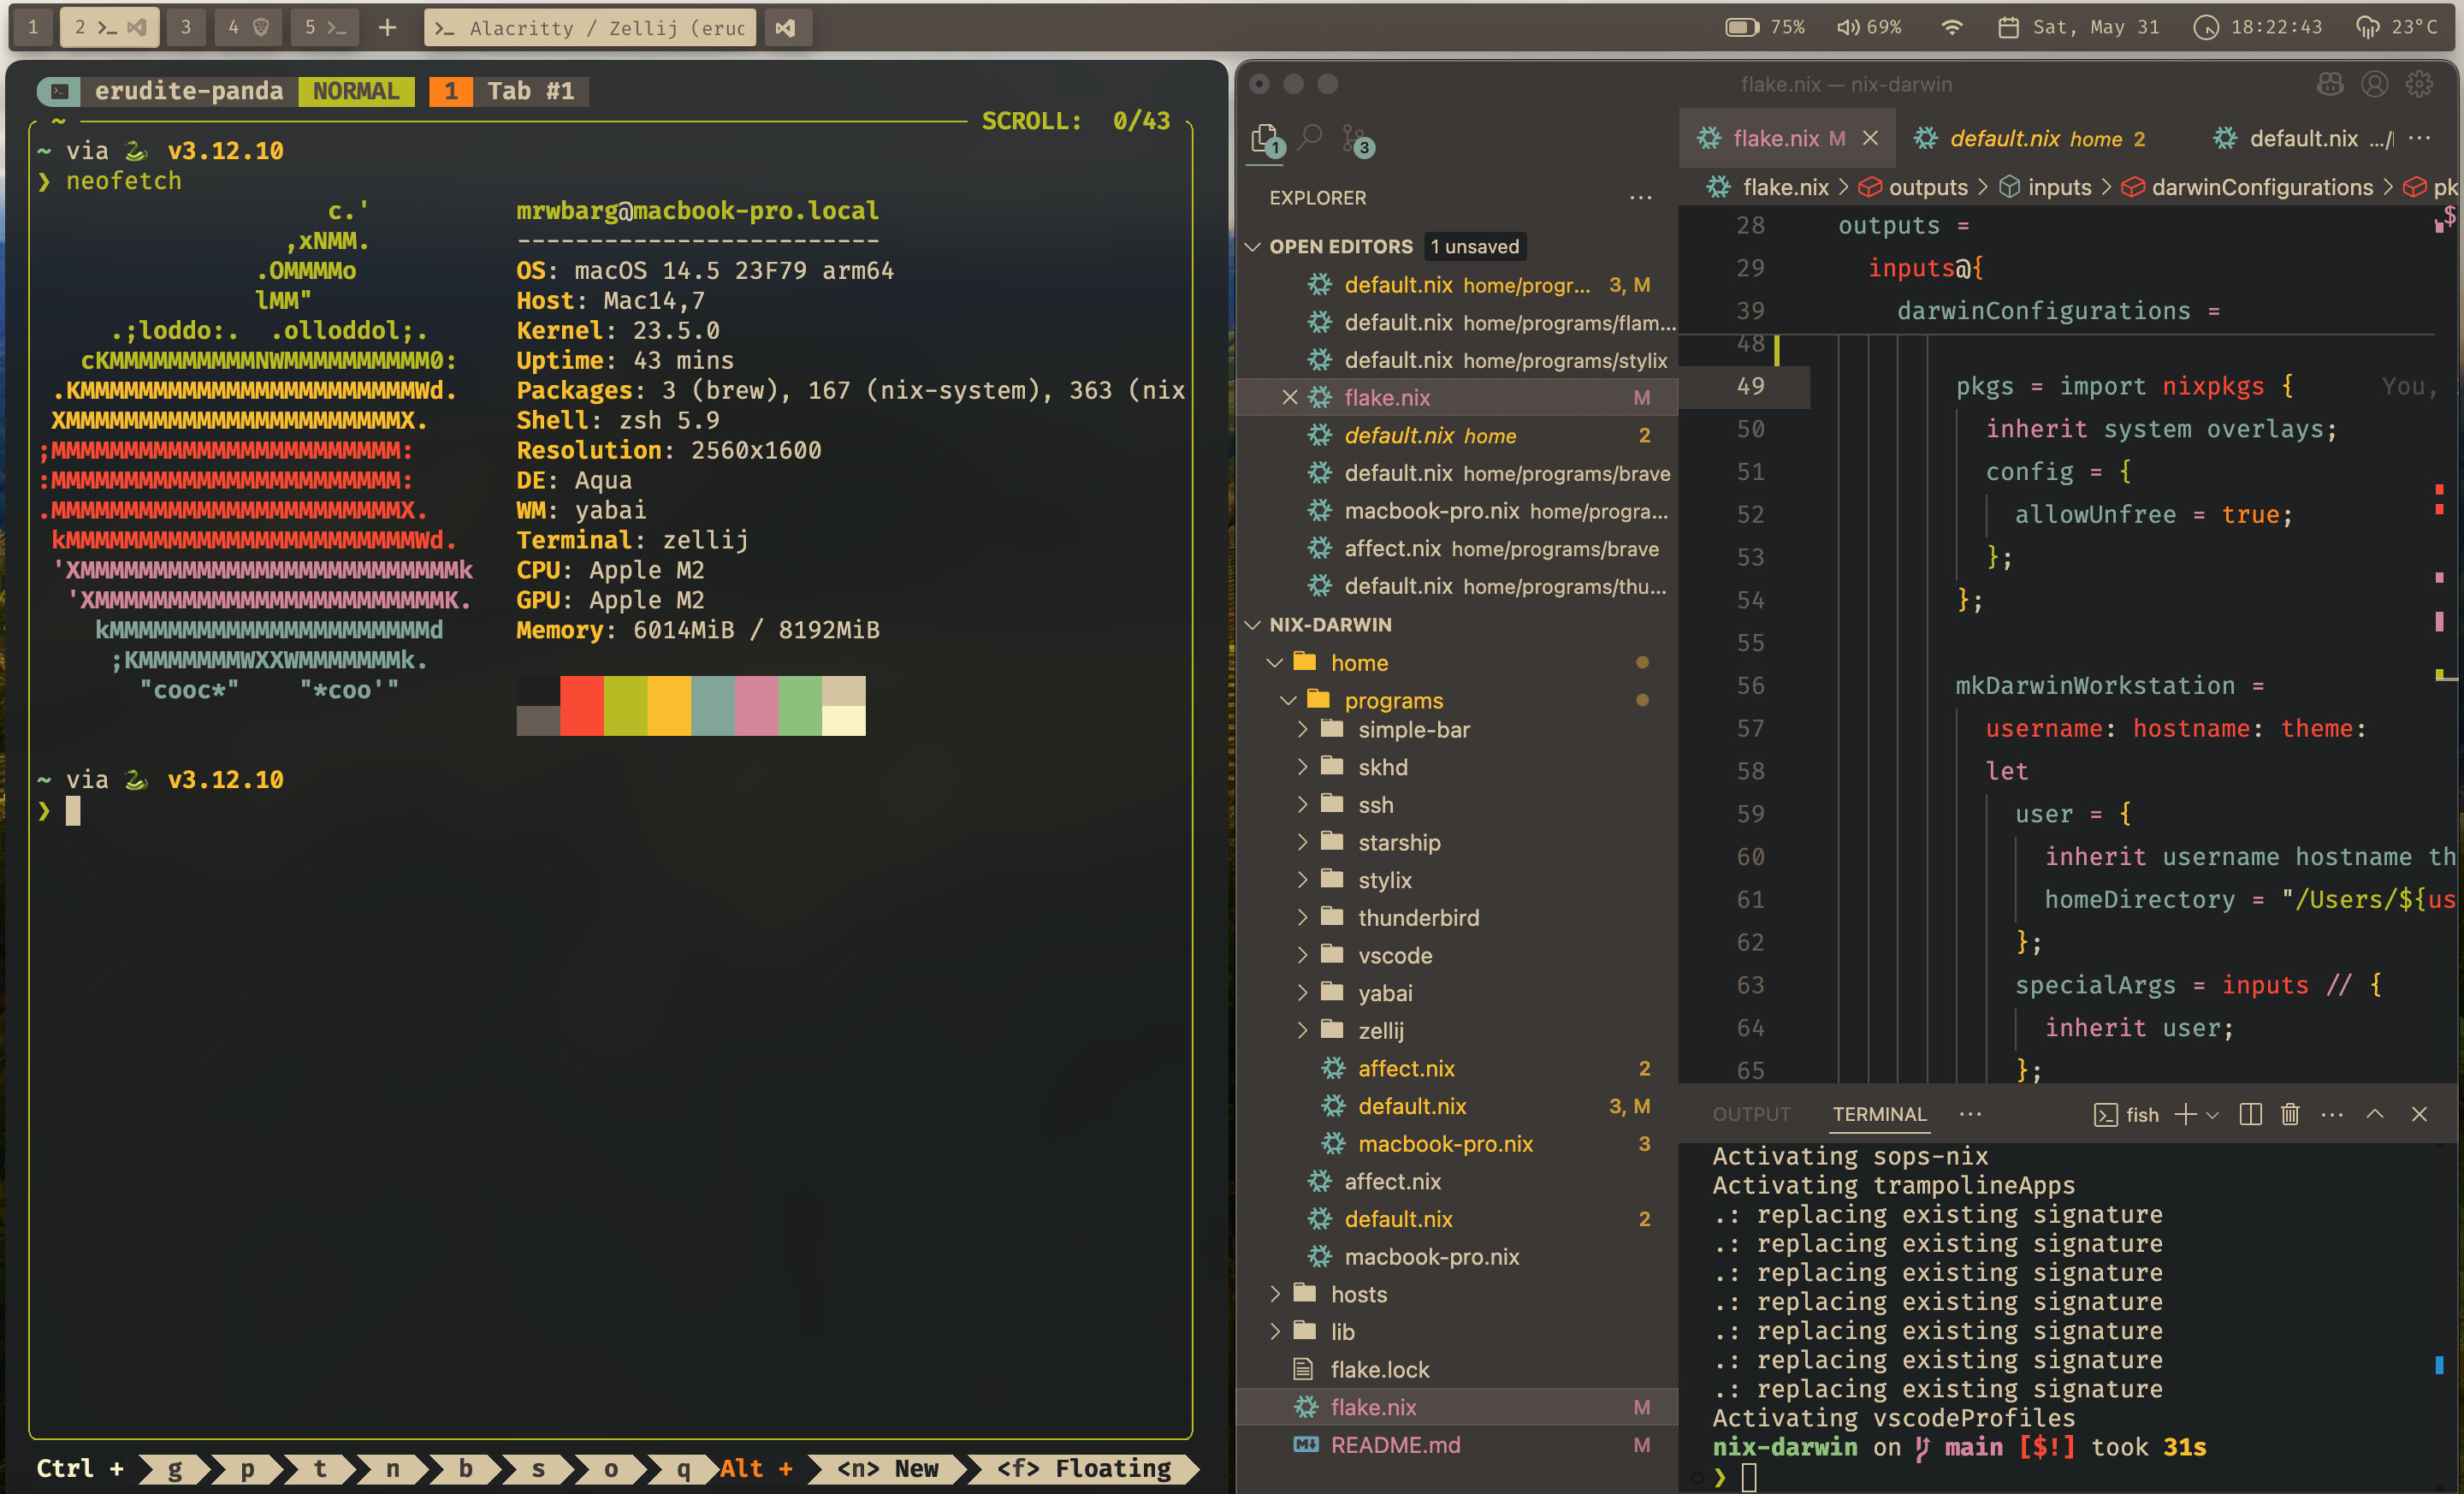 1 2 3 4 5 + Alacritty / Zellij (eruc 75% 69% Sat, May 31 18:22:43 23°C
erudite-panda NORMAL 1 Tab #1
~ SCROLL: 0/43
~ via v3.12.10
❯ neofetch
c.'
,xNMM.
.OMMMMo
lMM"
.;loddo:. .olloddol;.
cKMMMMMMMMMMNWMMMMMMMMMM0:
.KMMMMMMMMMMMMMMMMMMMMMMMWd.
XMMMMMMMMMMMMMMMMMMMMMMMX.
;MMMMMMMMMMMMMMMMMMMMMMMM:
:MMMMMMMMMMMMMMMMMMMMMMMM:
.MMMMMMMMMMMMMMMMMMMMMMMMX.
kMMMMMMMMMMMMMMMMMMMMMMMMWd.
'XMMMMMMMMMMMMMMMMMMMMMMMMMMk
'XMMMMMMMMMMMMMMMMMMMMMMMMK.
kMMMMMMMMMMMMMMMMMMMMMMd
;KMMMMMMMWXXWMMMMMMMk.
"cooc*" "*coo'"
mrwbarg@macbook-pro.local
-------------------------
OS: macOS 14.5 23F79 arm64
Host: Mac14,7
Kernel: 23.5.0
Uptime: 43 mins
Packages: 3 (brew), 167 (nix-system), 363 (nix
Shell: zsh 5.9
Resolution: 2560x1600
DE: Aqua
WM: yabai
Terminal: zellij
CPU: Apple M2
GPU: Apple M2
Memory: 6014MiB / 8192MiB
~ via v3.12.10
❯
Ctrl + g p t n b s o q Alt + <n> New <f> Floating
flake.nix — nix-darwin
1 3
EXPLORER ···
OPEN EDITORS 1 unsaved
default.nix home/progr... 3, M
default.nix home/programs/flam...
default.nix home/programs/stylix
flake.nix M
default.nix home 2
default.nix home/programs/brave
macbook-pro.nix home/progra...
affect.nix home/programs/brave
default.nix home/programs/thu...
NIX-DARWIN
home
programs
simple-bar
skhd
ssh
starship
stylix
thunderbird
vscode
yabai
zellij
affect.nix 2
default.nix 3, M
macbook-pro.nix 3
affect.nix
default.nix 2
macbook-pro.nix
hosts
lib
flake.lock
flake.nix M
README.md M
flake.nix M default.nix home 2 default.nix .../ ···
flake.nix > outputs > inputs > darwinConfigurations > pk
28 outputs =
29 inputs@{
39 darwinConfigurations =
48
49 pkgs = import nixpkgs { You,
50 inherit system overlays;
51 config = {
52 allowUnfree = true;
53 };
54 };
55
56 mkDarwinWorkstation =
57 username: hostname: theme:
58 let
59 user = {
60 inherit username hostname th
61 homeDirectory = "/Users/${us
62 };
63 specialArgs = inputs // {
64 inherit user;
65 };
OUTPUT TERMINAL ··· fish ···
Activating sops-nix
Activating trampolineApps
.: replacing existing signature
.: replacing existing signature
.: replacing existing signature
.: replacing existing signature
.: replacing existing signature
.: replacing existing signature
.: replacing existing signature
Activating vscodeProfiles
nix-darwin on main [$!] took 31s
❯